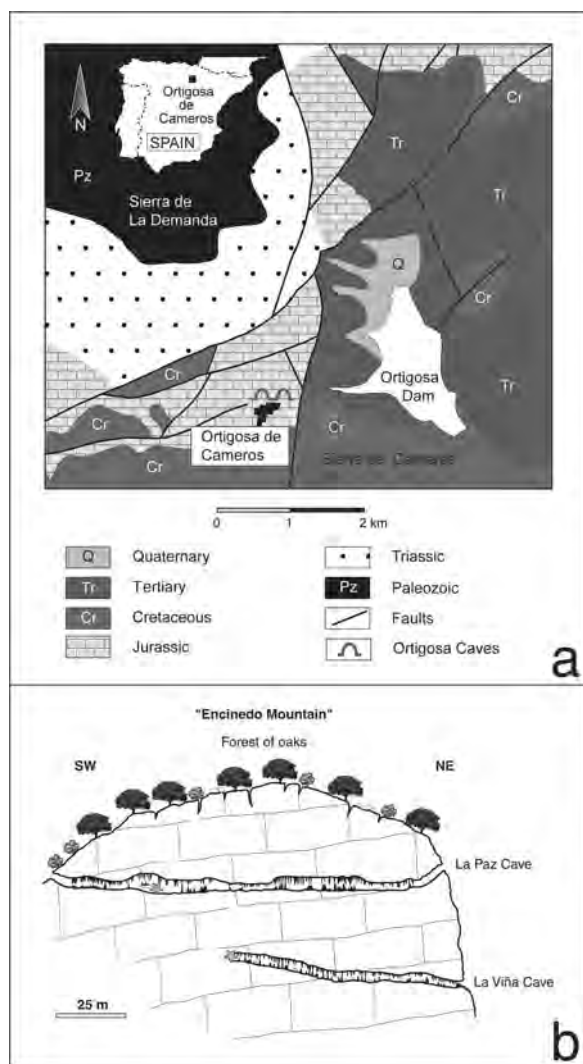 Ortigosa
de
Cameros
SPAIN
N
Pz
Sierra de
La Demanda
Cr
Tr
Tr
Q
Cr
Ortigosa
Dam
Tr
Cr
Cr
Cr
Cr
Ortigosa de
Cameros
Sierra de Cameros
0 1 2 km
Q Quaternary
Tr Tertiary
Cr Cretaceous
Jurassic
Triassic
Pz Paleozoic
Faults
Ortigosa Caves
a
"Encinedo Mountain"
Forest of oaks
SW
NE
La Paz Cave
La Viña Cave
25 m
b